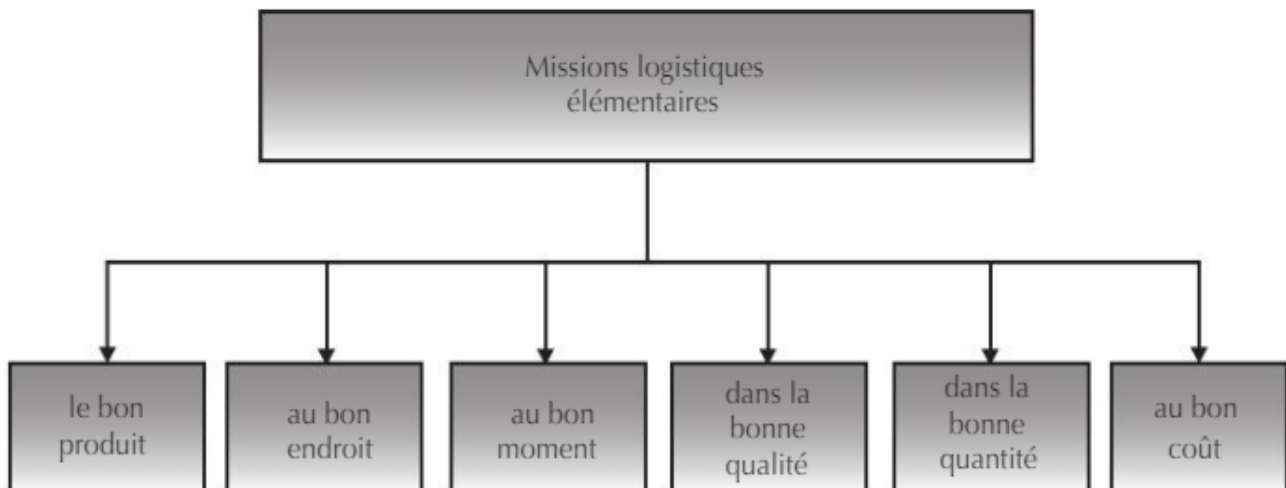 Missions logistiques
élémentaires
le bon
produit
au bon
endroit
au bon
moment
dans la
bonne
qualité
dans la
bonne
quantité
au bon
coût